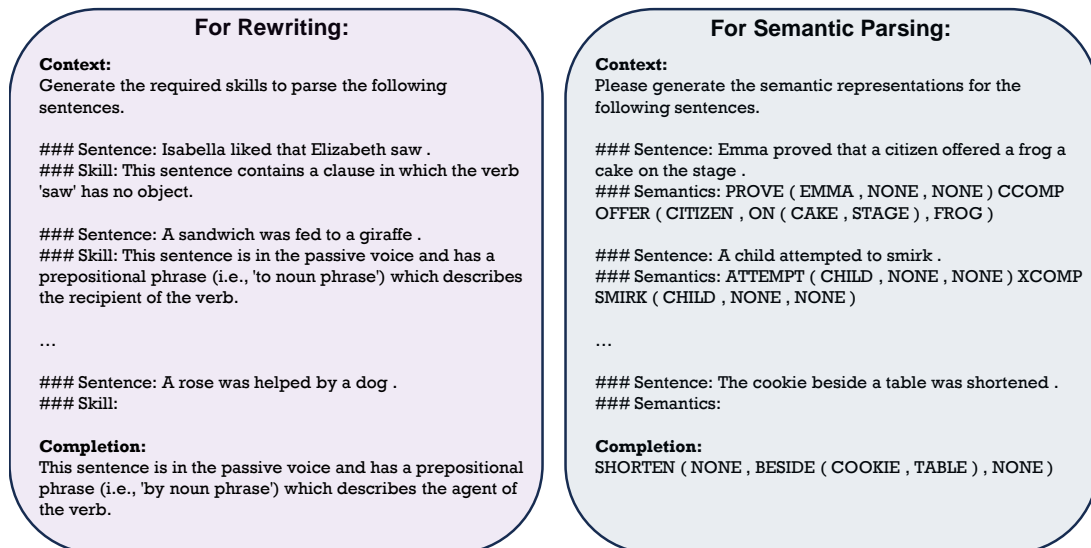 For Rewriting:
Context:
Generate the required skills to parse the following
sentences.
### Sentence: Isabella liked that Elizabeth saw .
### Skill: This sentence contains a clause in which the verb
'saw' has no object.
### Sentence: A sandwich was fed to a giraffe .
### Skill: This sentence is in the passive voice and has a
prepositional phrase (i.e., 'to noun phrase') which describes
the recipient of the verb.
...
### Sentence: A rose was helped by a dog .
### Skill:
Completion:
This sentence is in the passive voice and has a prepositional
phrase (i.e., 'by noun phrase') which describes the agent of
the verb.
For Semantic Parsing:
Context:
Please generate the semantic representations for the
following sentences.
### Sentence: Emma proved that a citizen offered a frog a
cake on the stage .
### Semantics: PROVE ( EMMA , NONE , NONE ) CCOMP
OFFER ( CITIZEN , ON ( CAKE , STAGE ) , FROG )
### Sentence: A child attempted to smirk .
### Semantics: ATTEMPT ( CHILD , NONE , NONE ) XCOMP
SMIRK ( CHILD , NONE , NONE )
...
### Sentence: The cookie beside a table was shortened .
### Semantics:
Completion:
SHORTEN ( NONE , BESIDE ( COOKIE , TABLE ) , NONE )